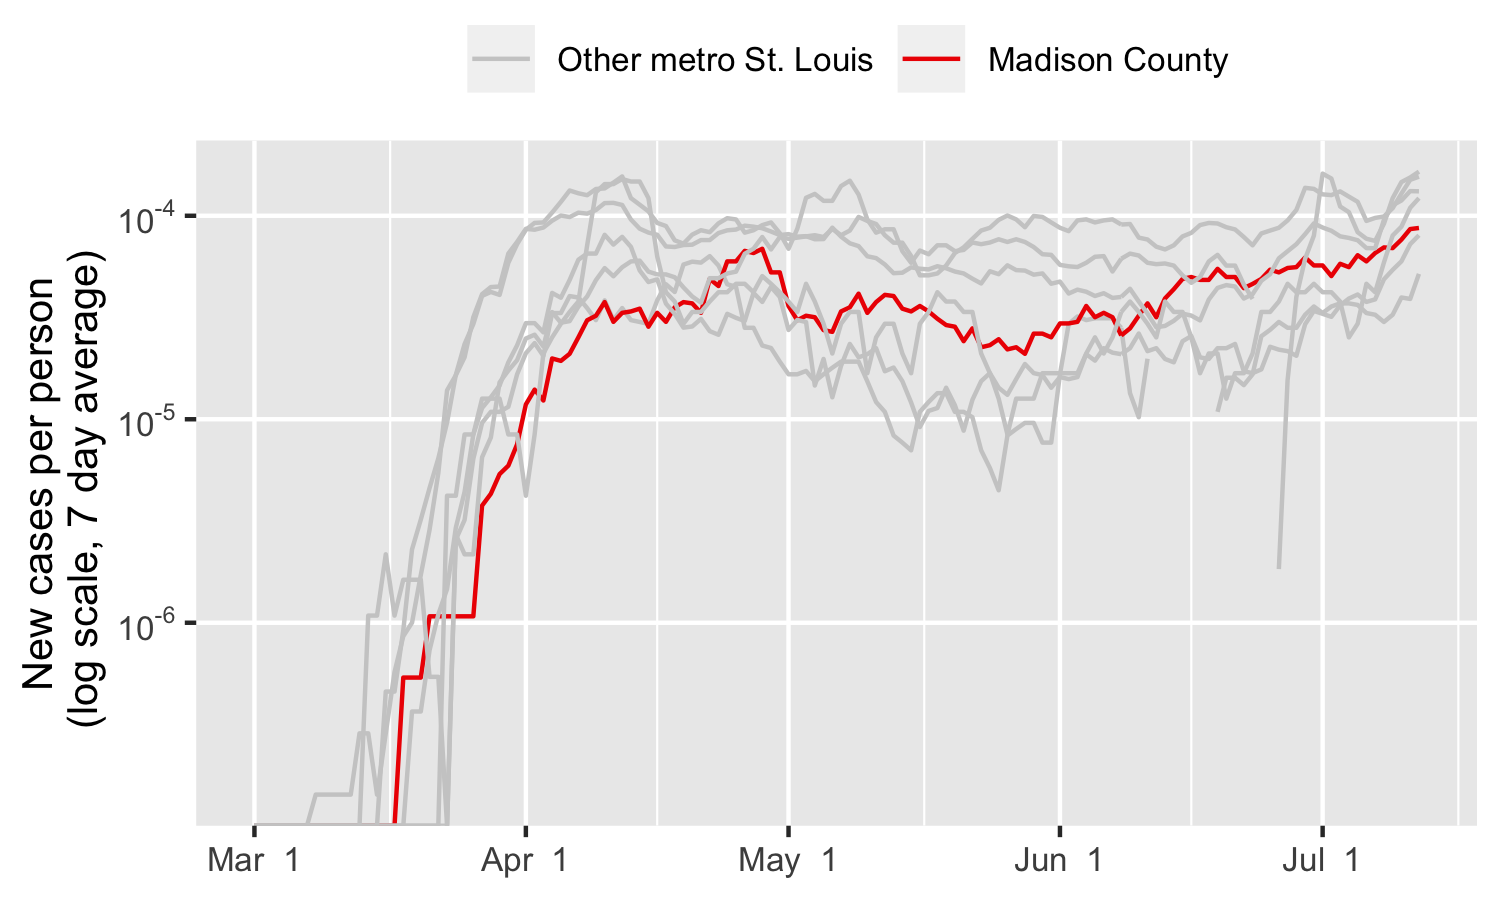 Other metro St. Louis
Madison County
New cases per person
(log scale, 7 day average)
10⁻⁴
10⁻⁵
10⁻⁶
Mar 1
Apr 1
May 1
Jun 1
Jul 1